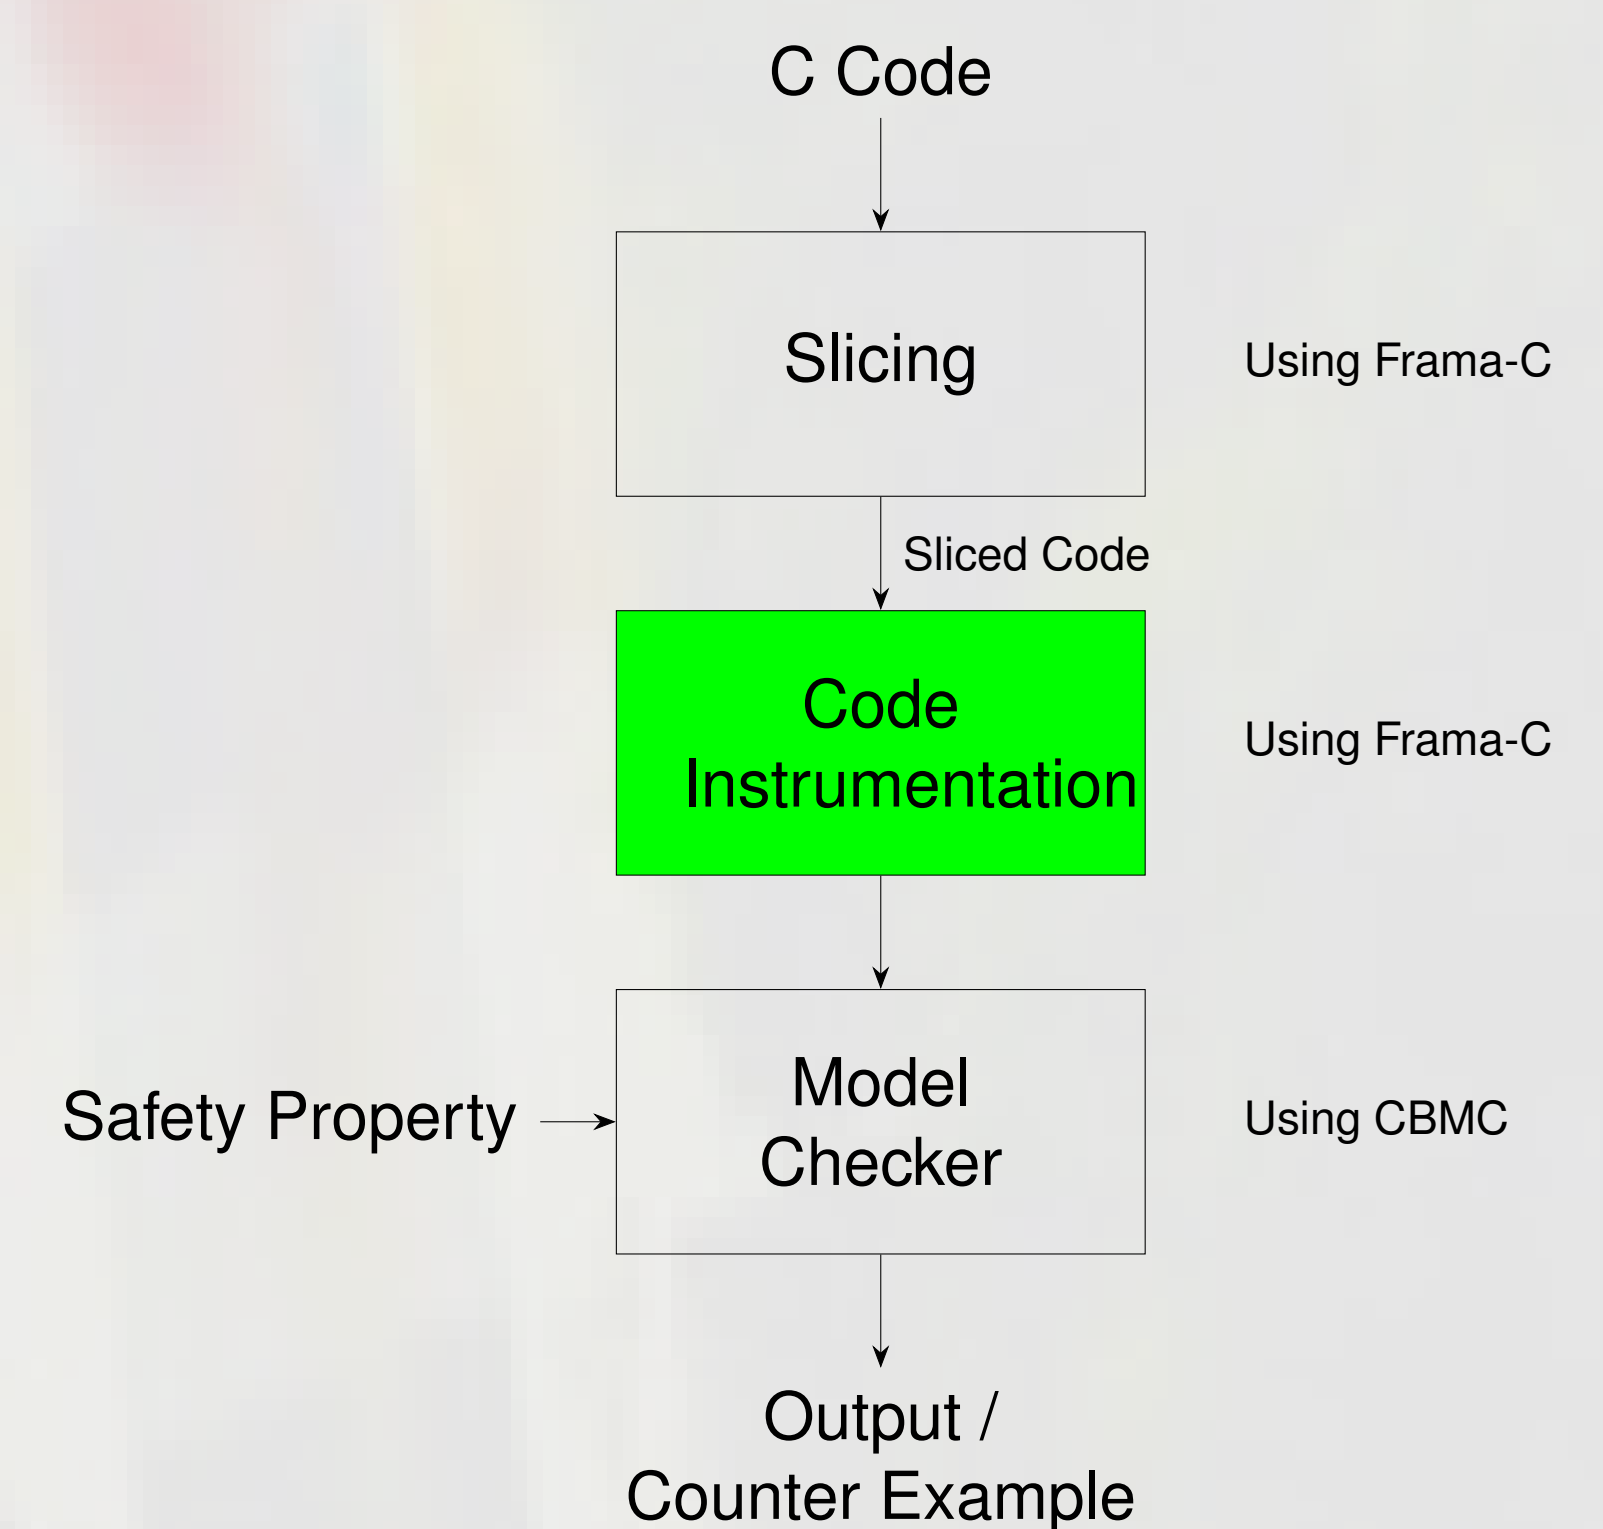 C Code
Slicing
Using Frama-C
Sliced Code
Code
Instrumentation
Using Frama-C
Safety Property
Model
Checker
Using CBMC
Output /
Counter Example